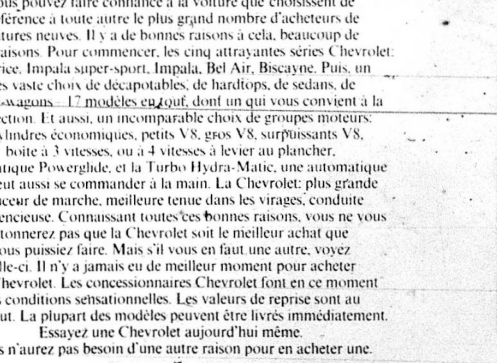 us pouvez faire confiance à la voiture que choisissent de
férence à toute autre le plus grand nombre d'acheteurs de
tures neuves. Il y a de bonnes raisons à cela, beaucoup de
aisons. Pour commencer, les cinq attrayantes séries Chevrolet:
rice, Impala super-sport, Impala, Bel Air, Biscayne. Puis, un
es vaste choix de décapotables, de hardtops, de sedans, de
-wagons - 17 modèles en tout, dont un qui vous convient à la
ction. Et aussi, un incomparable choix de groupes moteurs:
ylindres économiques, petits V8, gros V8, surpuissants V8,
boîte à 3 vitesses, ou à 4 vitesses à levier au plancher,
atique Powerglide, et la Turbo Hydra-Matic, une automatique
eut aussi se commander à la main. La Chevrolet: plus grande
uceur de marche, meilleure tenue dans les virages, conduite
encieuse. Connaissant toutes ces bonnes raisons, vous ne vous
tonnerez pas que la Chevrolet soit le meilleur achat que
ous puissiez faire. Mais s'il vous en faut une autre, voyez
lle-ci. Il n'y a jamais eu de meilleur moment pour acheter
Chevrolet. Les concessionnaires Chevrolet font en ce moment
s conditions sensationnelles. Les valeurs de reprise sont au
ut. La plupart des modèles peuvent être livrés immédiatement.
Essayez une Chevrolet aujourd'hui même.
s n'aurez pas besoin d'une autre raison pour en acheter une.